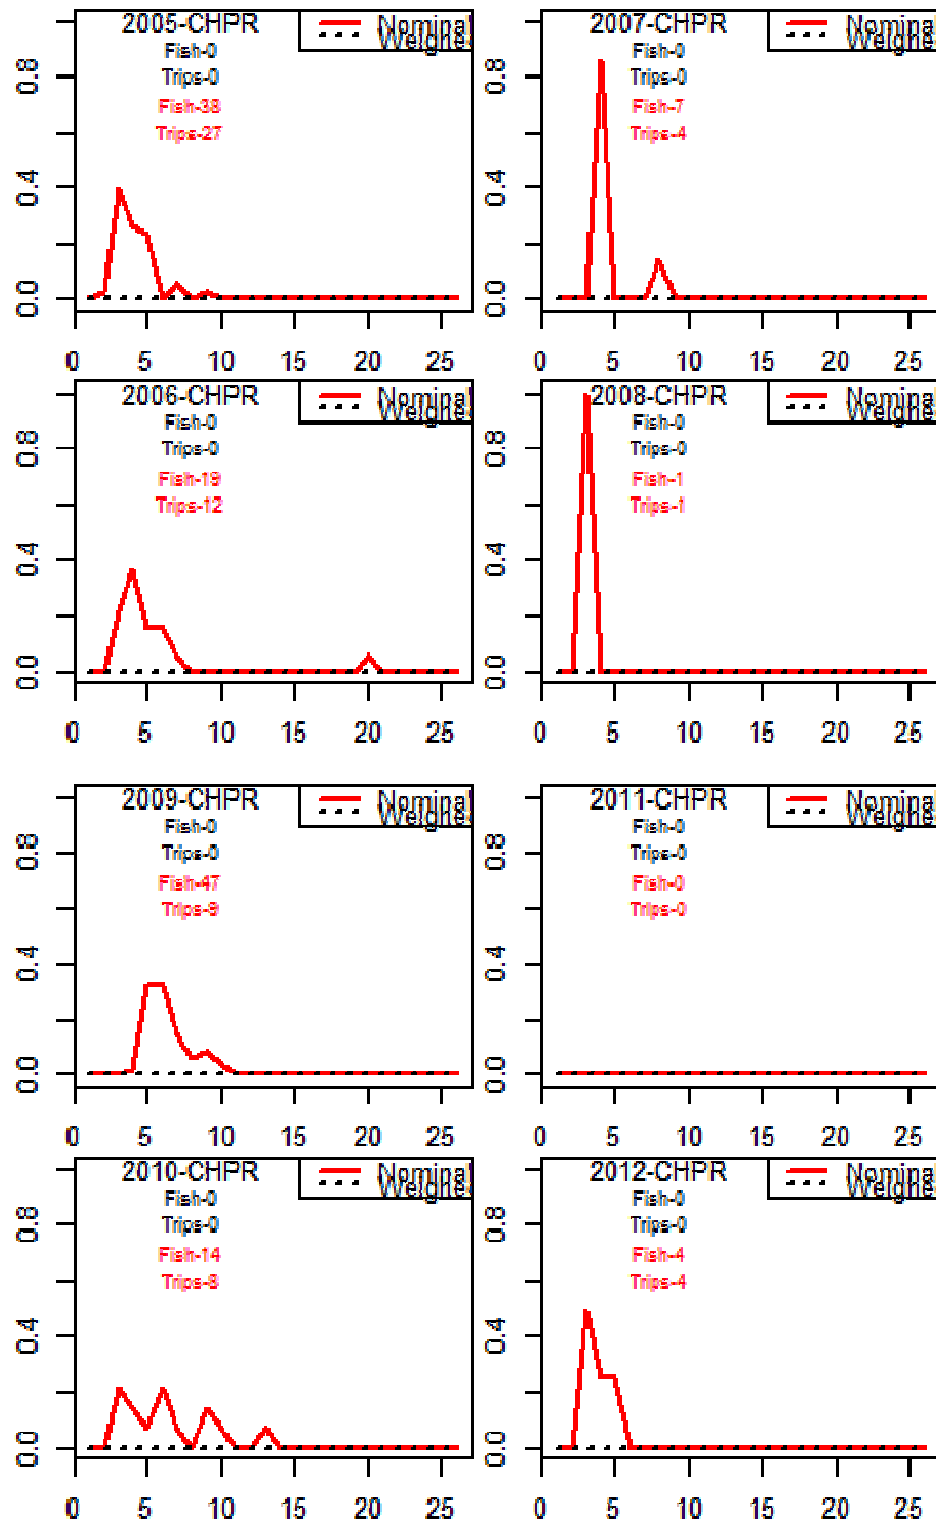 2005-CHPR
Nominal
Weighe
Fish-0
Trips-0
Fish-38
Trips-27
0.0 0.4 0.8
0 5 10 15 20 25
2007-CHPR
Nominal
Weighe
Fish-0
Trips-0
Fish-7
Trips-4
0.0 0.4 0.8
0 5 10 15 20 25
2006-CHPR
Nominal
Weighe
Fish-0
Trips-0
Fish-19
Trips-12
0.0 0.4 0.8
0 5 10 15 20 25
2008-CHPR
Nominal
Weighe
Fish-0
Trips-0
Fish-1
Trips-1
0.0 0.4 0.8
0 5 10 15 20 25
2009-CHPR
Nominal
Weighe
Fish-0
Trips-0
Fish-47
Trips-9
0.0 0.4 0.8
0 5 10 15 20 25
2011-CHPR
Nominal
Weighe
Fish-0
Trips-0
Fish-0
Trips-0
0.0 0.4 0.8
0 5 10 15 20 25
2010-CHPR
Nominal
Weighe
Fish-0
Trips-0
Fish-14
Trips-8
0.0 0.4 0.8
0 5 10 15 20 25
2012-CHPR
Nominal
Weighe
Fish-0
Trips-0
Fish-4
Trips-4
0.0 0.4 0.8
0 5 10 15 20 25